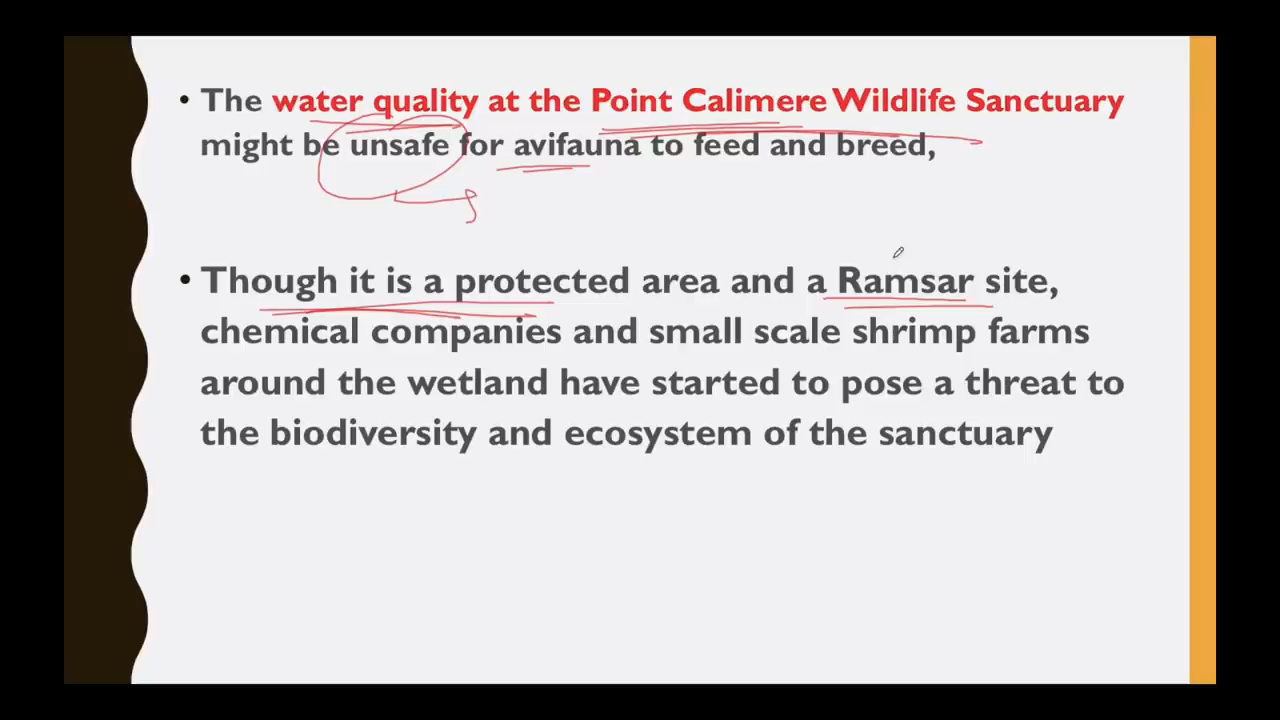 • The water quality at the Point Calimere Wildlife Sanctuary
might be unsafe for avifauna to feed and breed,
• Though it is a protected area and a Ramsar site,
chemical companies and small scale shrimp farms
around the wetland have started to pose a threat to
the biodiversity and ecosystem of the sanctuary